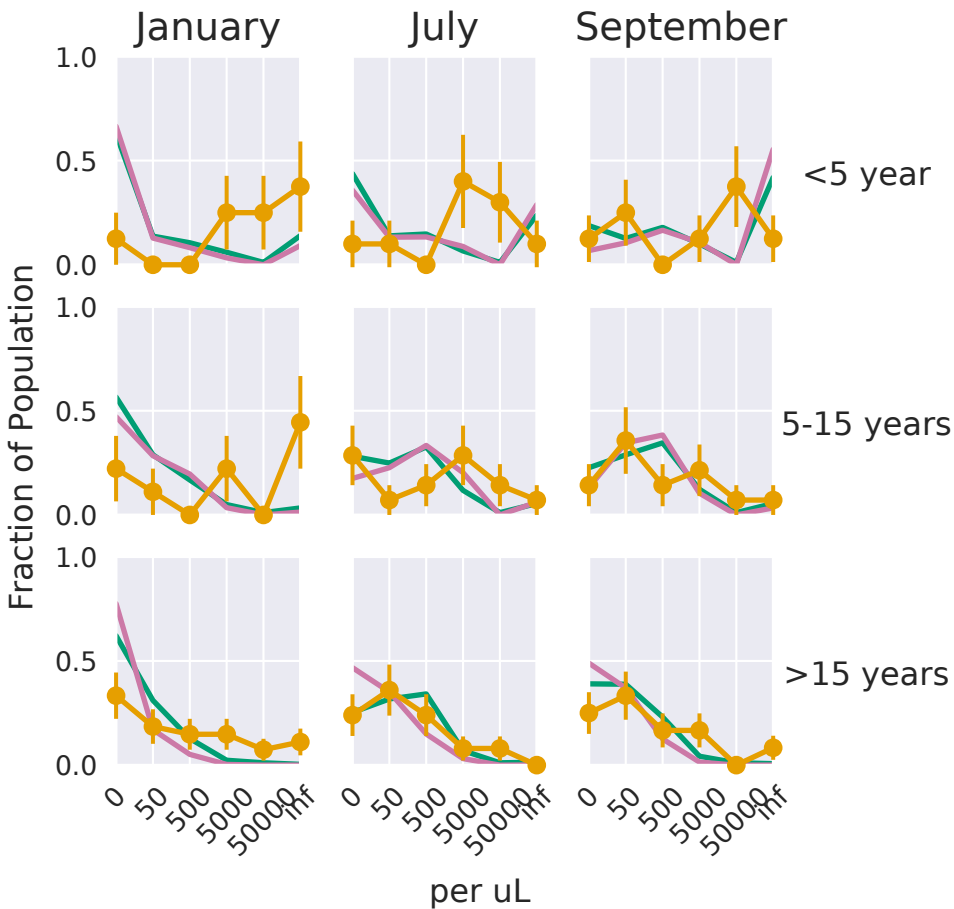 January July September
1.0
0.5
0.0
<5 year
1.0
0.5
0.0
5-15 years
1.0
0.5
0.0
>15 years
Fraction of Population
0 50 500 5000 50000 inf 0 50 500 5000 50000 inf 0 50 500 5000 50000 inf
per uL